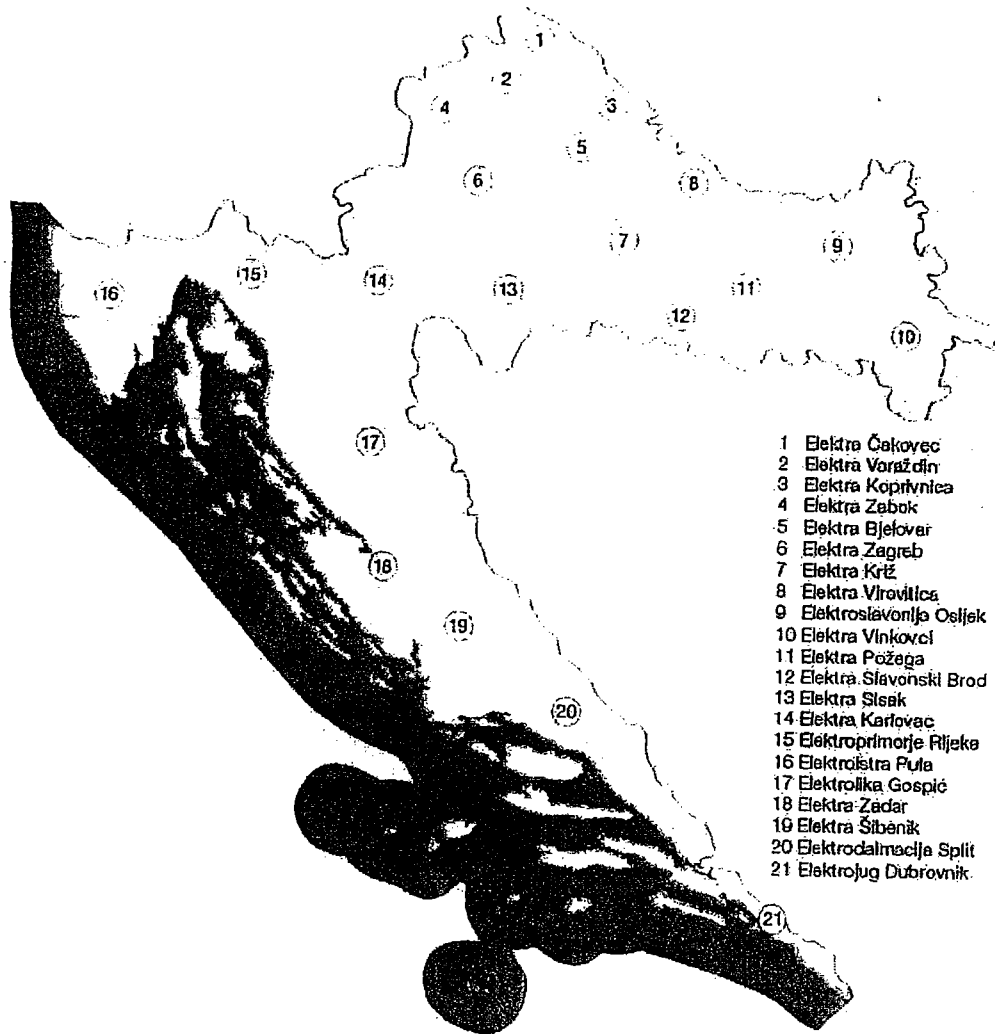 1
2
4
3
5
6
8
7
9
15
14
16
13
11
12
10
17
18
19
20
21
1 Elektra Čakovec
2 Elektra Varaždin
3 Elektra Koprivnica
4 Elektra Zabok
5 Elektra Bjelovar
6 Elektra Zagreb
7 Elektra Križ
8 Elektra Virovitica
9 Elektroslavonija Osijek
10 Elektra Vinkovci
11 Elektra Požega
12 Elektra Slavonski Brod
13 Elektra Sisak
14 Elektra Karlovac
15 Elektroprimorje Rijeka
16 Elektroistra Pula
17 Elektrolika Gospić
18 Elektra Zadar
19 Elektra Šibenik
20 Elektrodalmacija Split
21 Elektrojug Dubrovnik